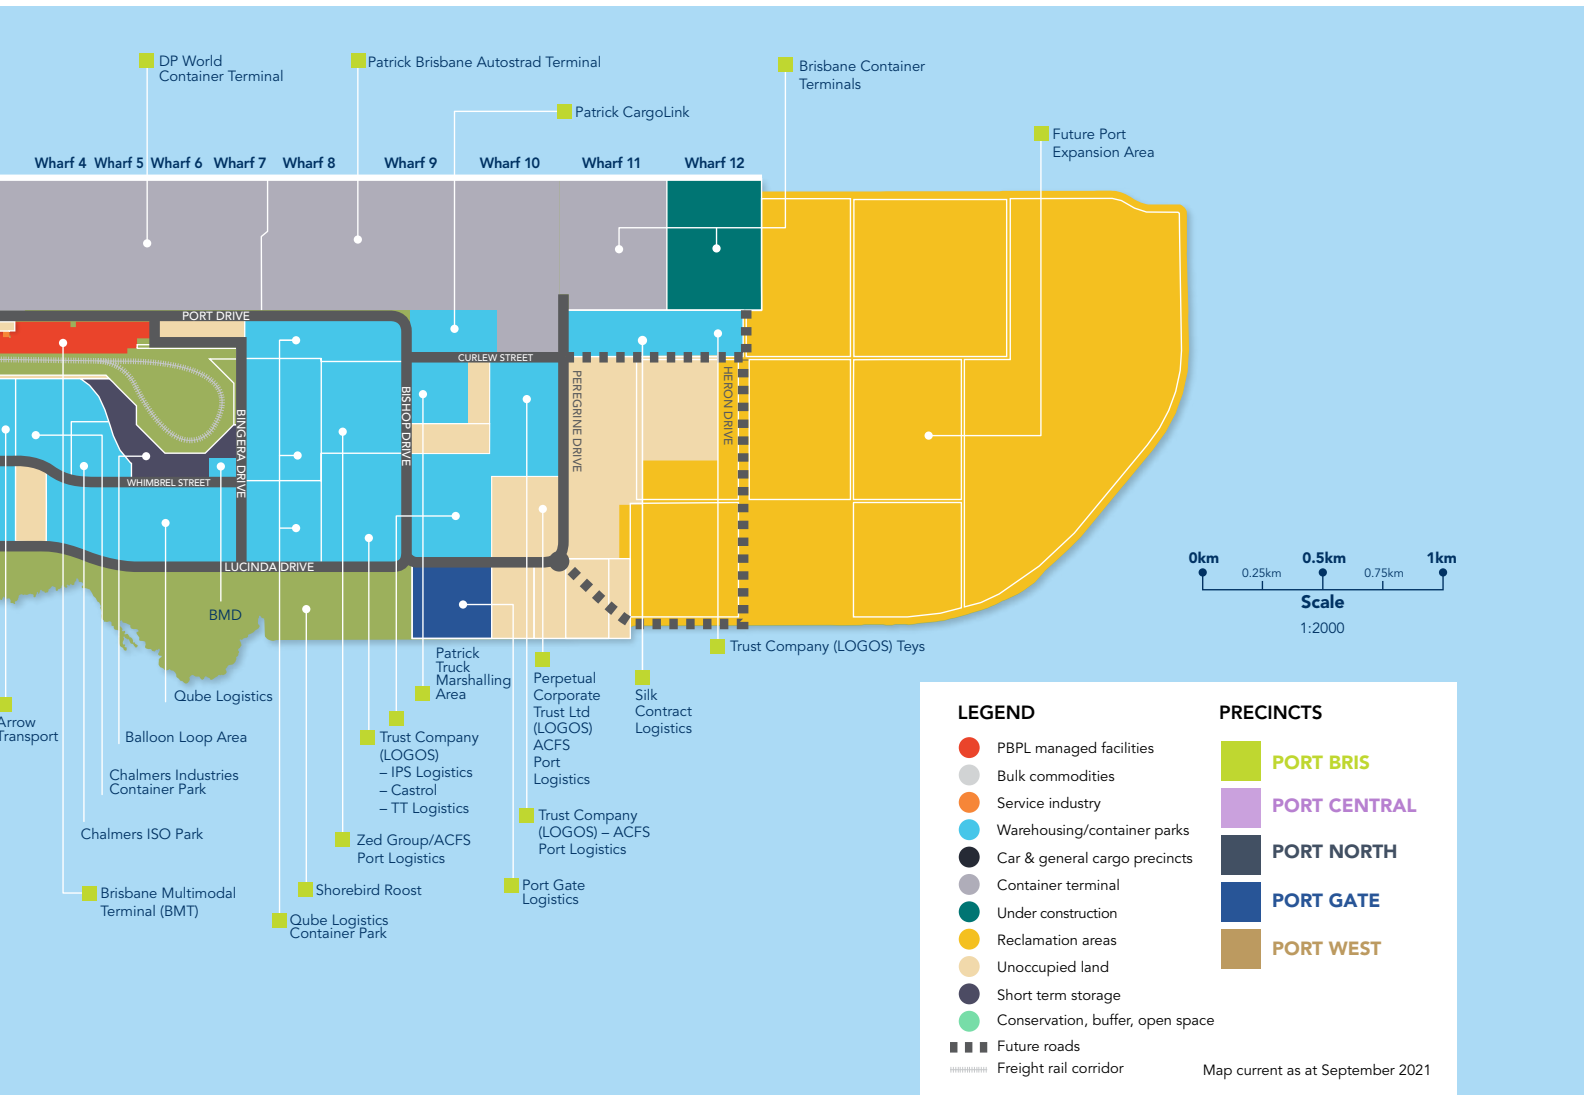 DP World
Container Terminal
Patrick Brisbane Autostrad Terminal
Brisbane Container
Terminals
Patrick CargoLink
Future Port
Expansion Area
Wharf 4
Wharf 5
Wharf 6
Wharf 7
Wharf 8
Wharf 9
Wharf 10
Wharf 11
Wharf 12
PORT DRIVE
CURLEW STREET
BISHOP DRIVE
PEREGRINE DRIVE
HERON DRIVE
BINGERA DRIVE
WHIMBREL STREET
LUCINDA DRIVE
0km
0.5km
1km
0.25km
0.75km
Scale
1:2000
BMD
Trust Company (LOGOS) Teys
Patrick
Truck
Marshalling
Area
Perpetual
Corporate
Trust Ltd
(LOGOS)
ACFS
Port
Logistics
Silk
Contract
Logistics
Qube Logistics
Arrow
Transport
Balloon Loop Area
Trust Company
(LOGOS)
– IPS Logistics
– Castrol
– TT Logistics
Chalmers Industries
Container Park
Chalmers ISO Park
Zed Group/ACFS
Port Logistics
Trust Company
(LOGOS) – ACFS
Port Logistics
Brisbane Multimodal
Terminal (BMT)
Shorebird Roost
Port Gate
Logistics
Qube Logistics
Container Park
LEGEND
PBPL managed facilities
Bulk commodities
Service industry
Warehousing/container parks
Car & general cargo precincts
Container terminal
Under construction
Reclamation areas
Unoccupied land
Short term storage
Conservation, buffer, open space
Future roads
Freight rail corridor
PRECINCTS
PORT BRIS
PORT CENTRAL
PORT NORTH
PORT GATE
PORT WEST
Map current as at September 2021